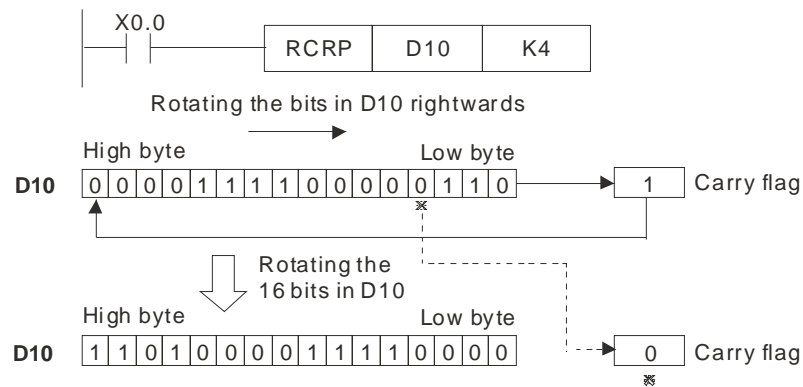 X0.0
RCRP D10 K4
Rotating the bits in D10 rightwards
High byte Low byte
D10 0 0 0 0 1 1 1 1 0 0 0 0 0 1 1 0 1 Carry flag
※
Rotating the
16 bits in D10
High byte Low byte
D10 1 1 0 1 0 0 0 0 1 1 1 1 0 0 0 0 0 Carry flag
※